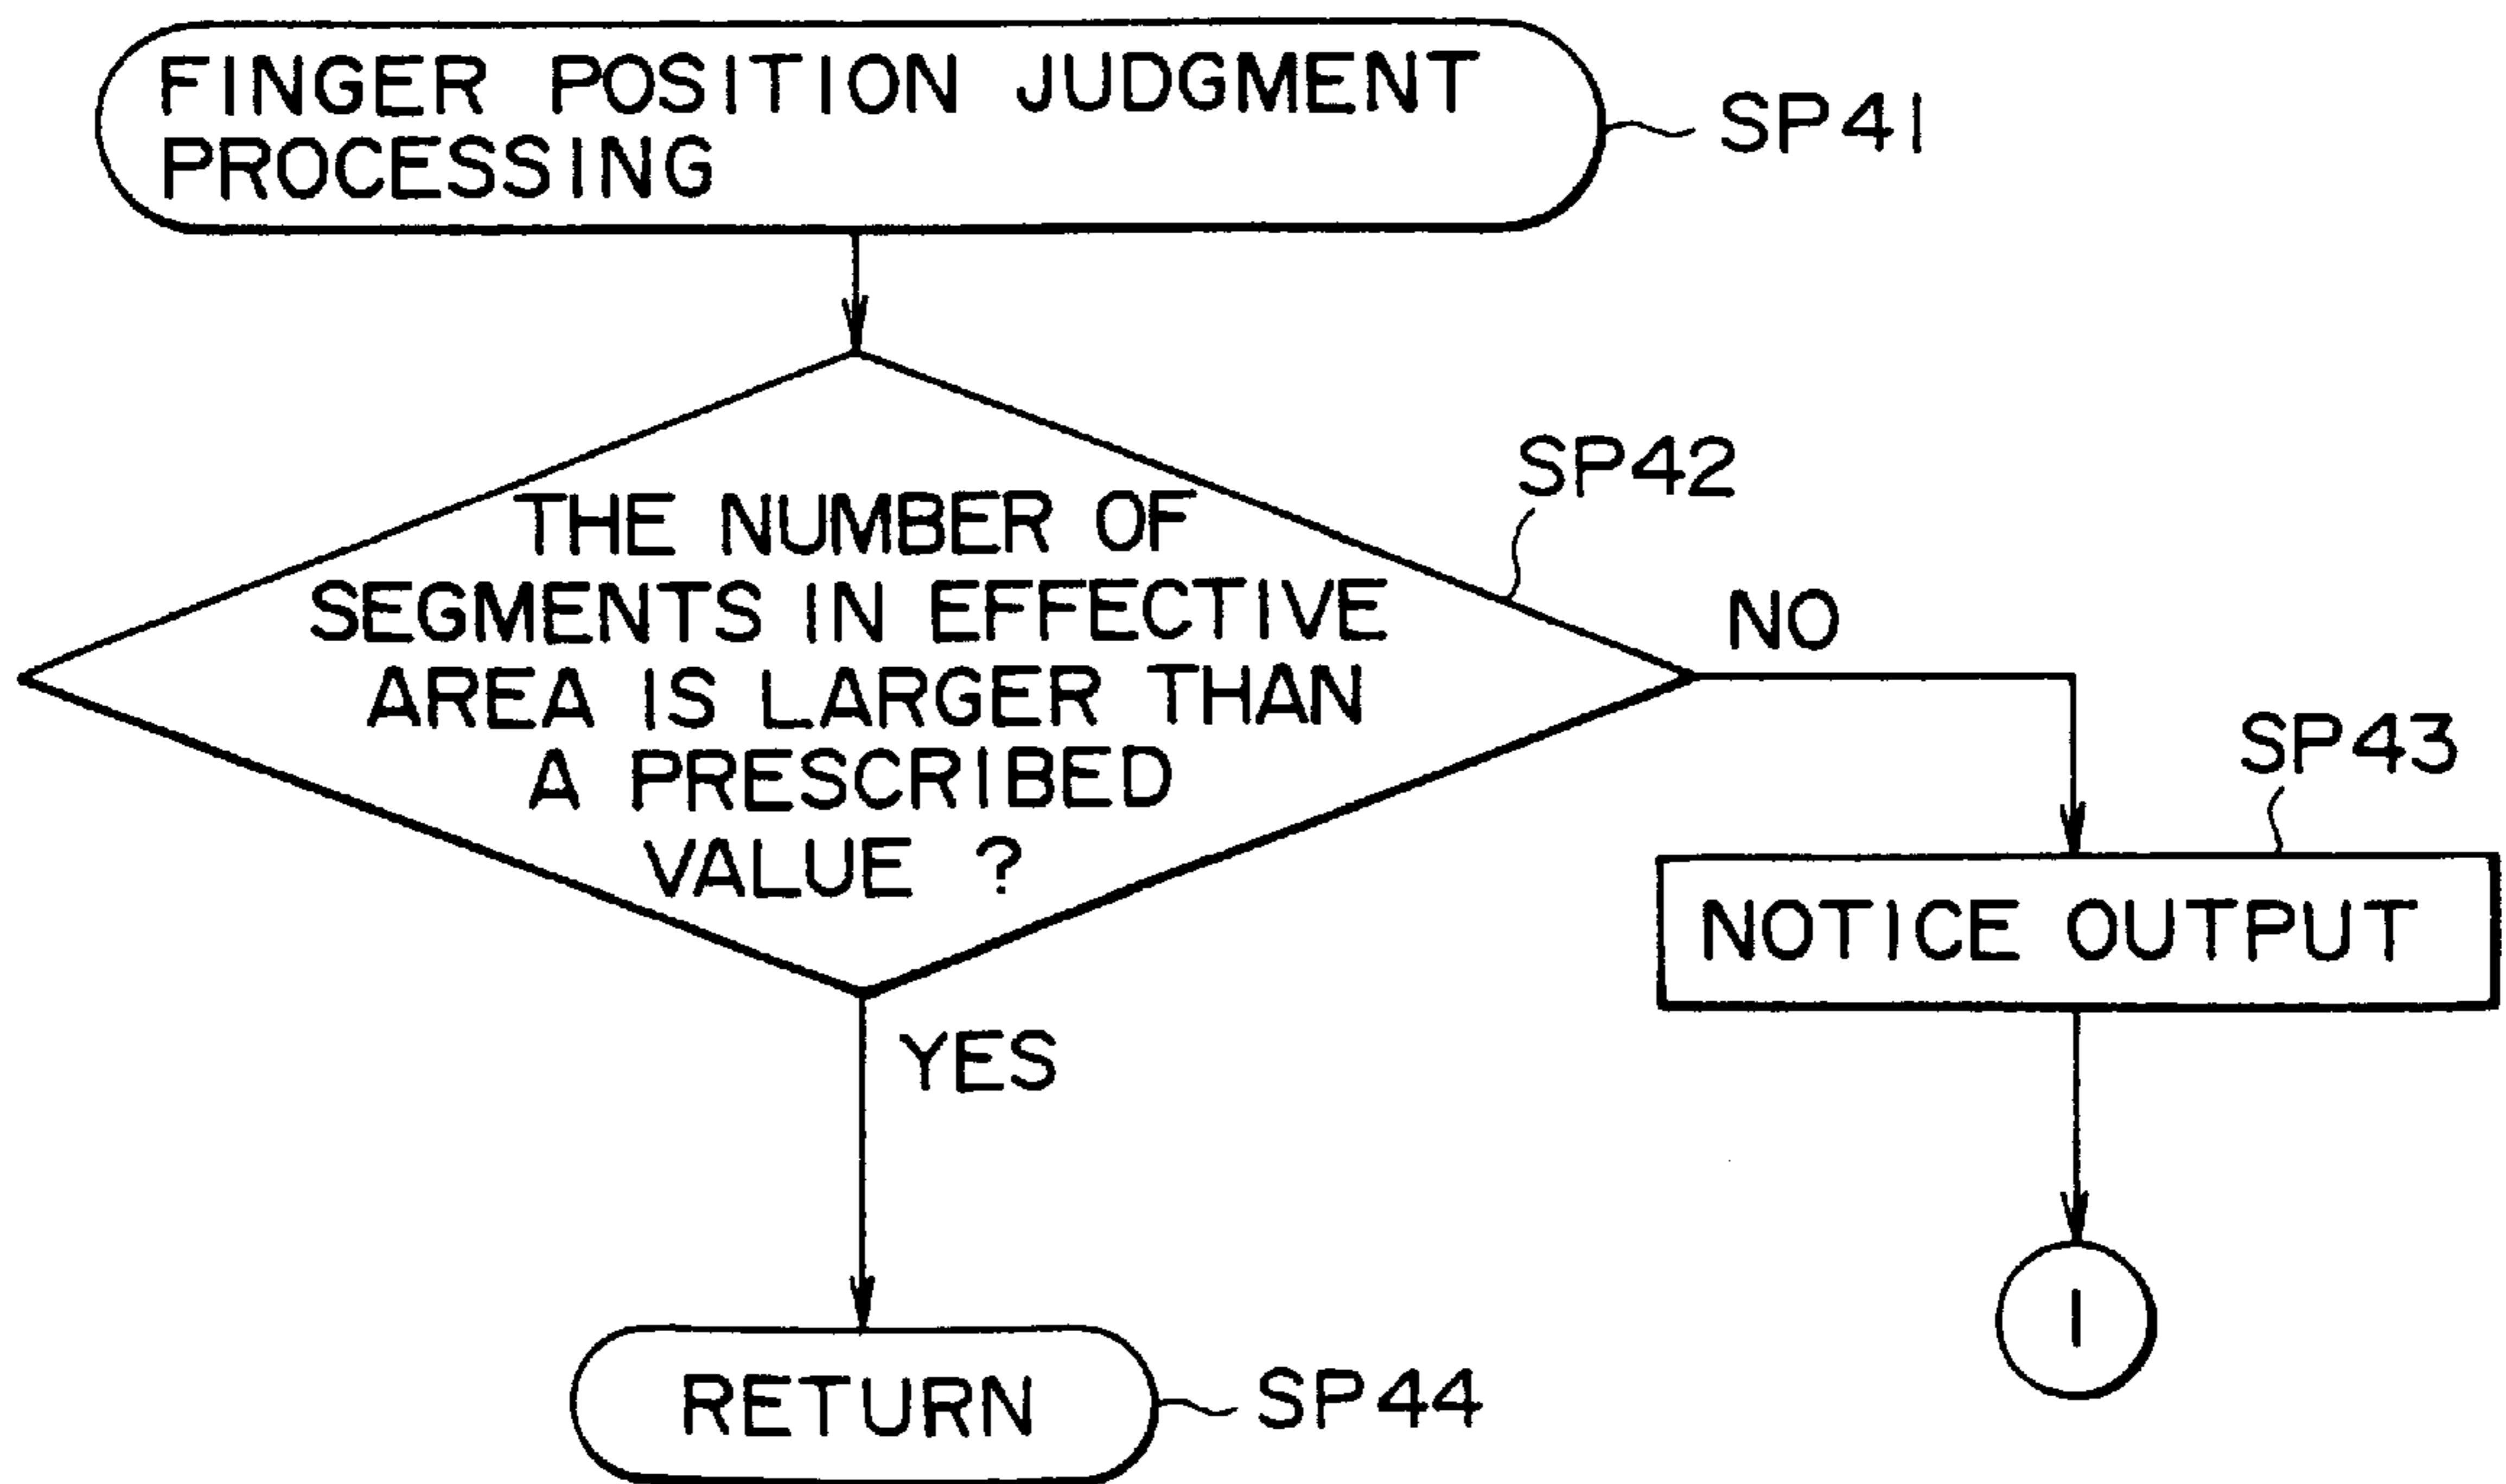 FINGER POSITION JUDGMENT
PROCESSING
SP41
SP42
THE NUMBER OF
SEGMENTS IN EFFECTIVE
AREA IS LARGER THAN
A PRESCRIBED
VALUE ?
NO
SP43
NOTICE OUTPUT
YES
1
RETURN
SP44